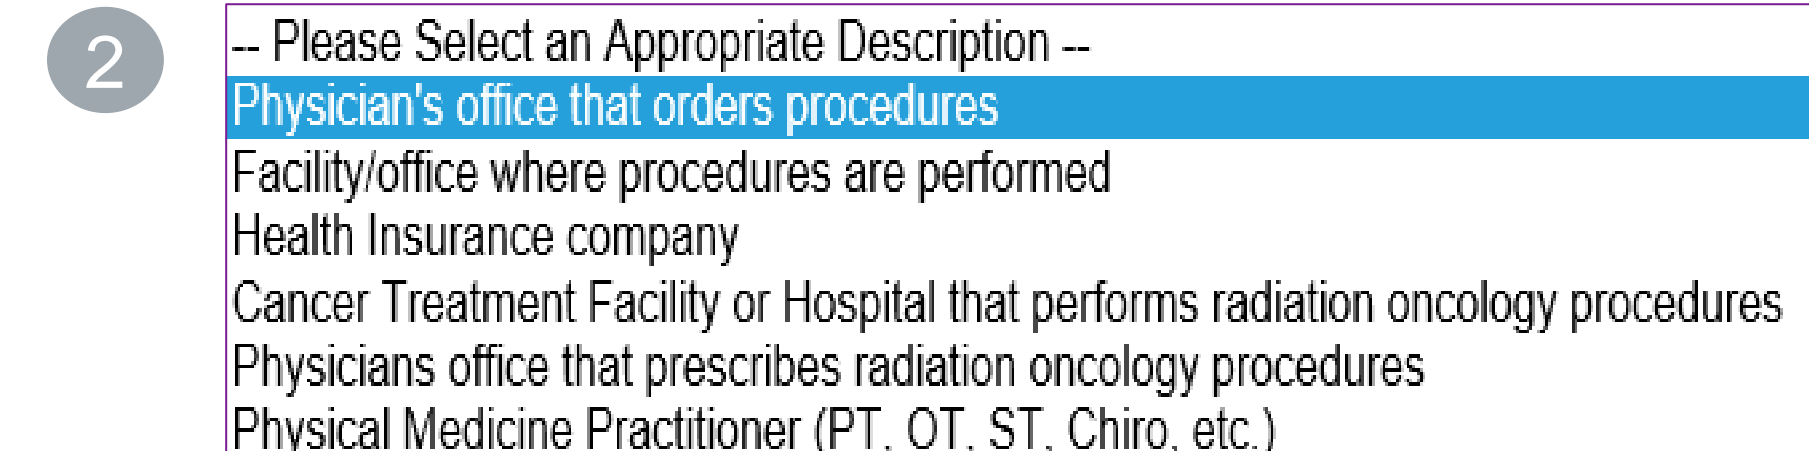 2
-- Please Select an Appropriate Description --
Physician's office that orders procedures
Facility/office where procedures are performed
Health Insurance company
Cancer Treatment Facility or Hospital that performs radiation oncology procedures
Physicians office that prescribes radiation oncology procedures
Physical Medicine Practitioner (PT, OT, ST, Chiro, etc.)